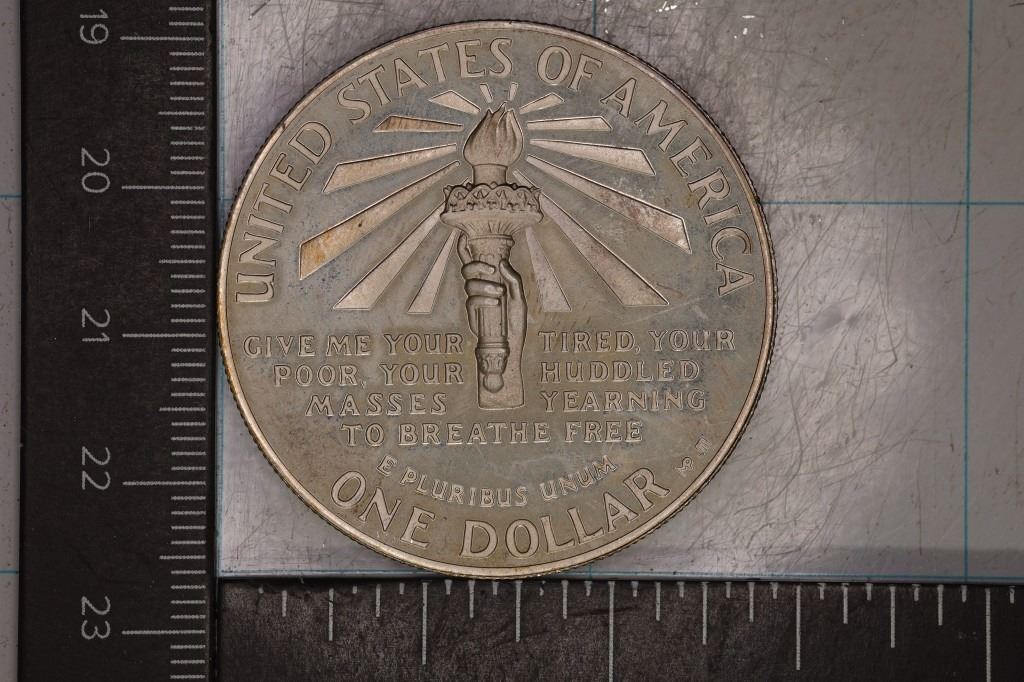 19
20
21
22
23
UNITED STATES OF AMERICA
GIVE ME YOUR TIRED, YOUR
POOR, YOUR HUDDLED
MASSES YEARNING
TO BREATHE FREE
E PLURIBUS UNUM
ONE DOLLAR